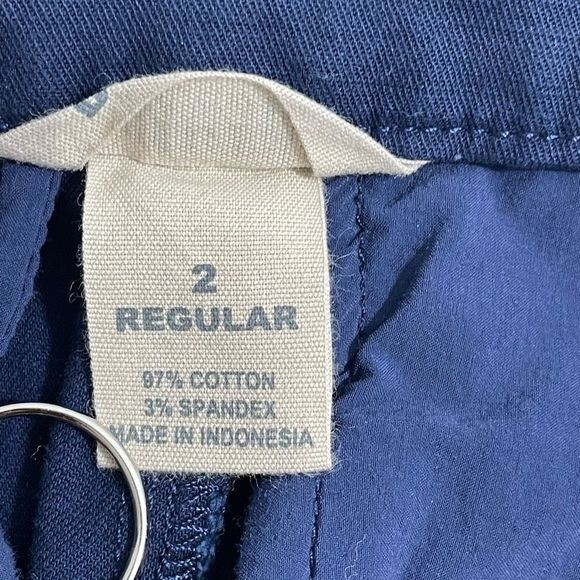 2
REGULAR
97% COTTON
3% SPANDEX
MADE IN INDONESIA